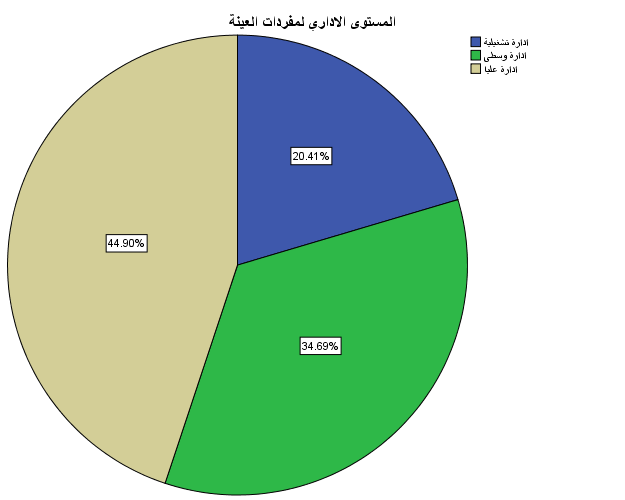 المستوى الاداري لمفردات العينة
ادارة تشغيلية
ادارة وسطى
ادارة عليا
20.41%
44.90%
34.69%